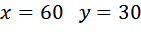 x = 60   y = 30